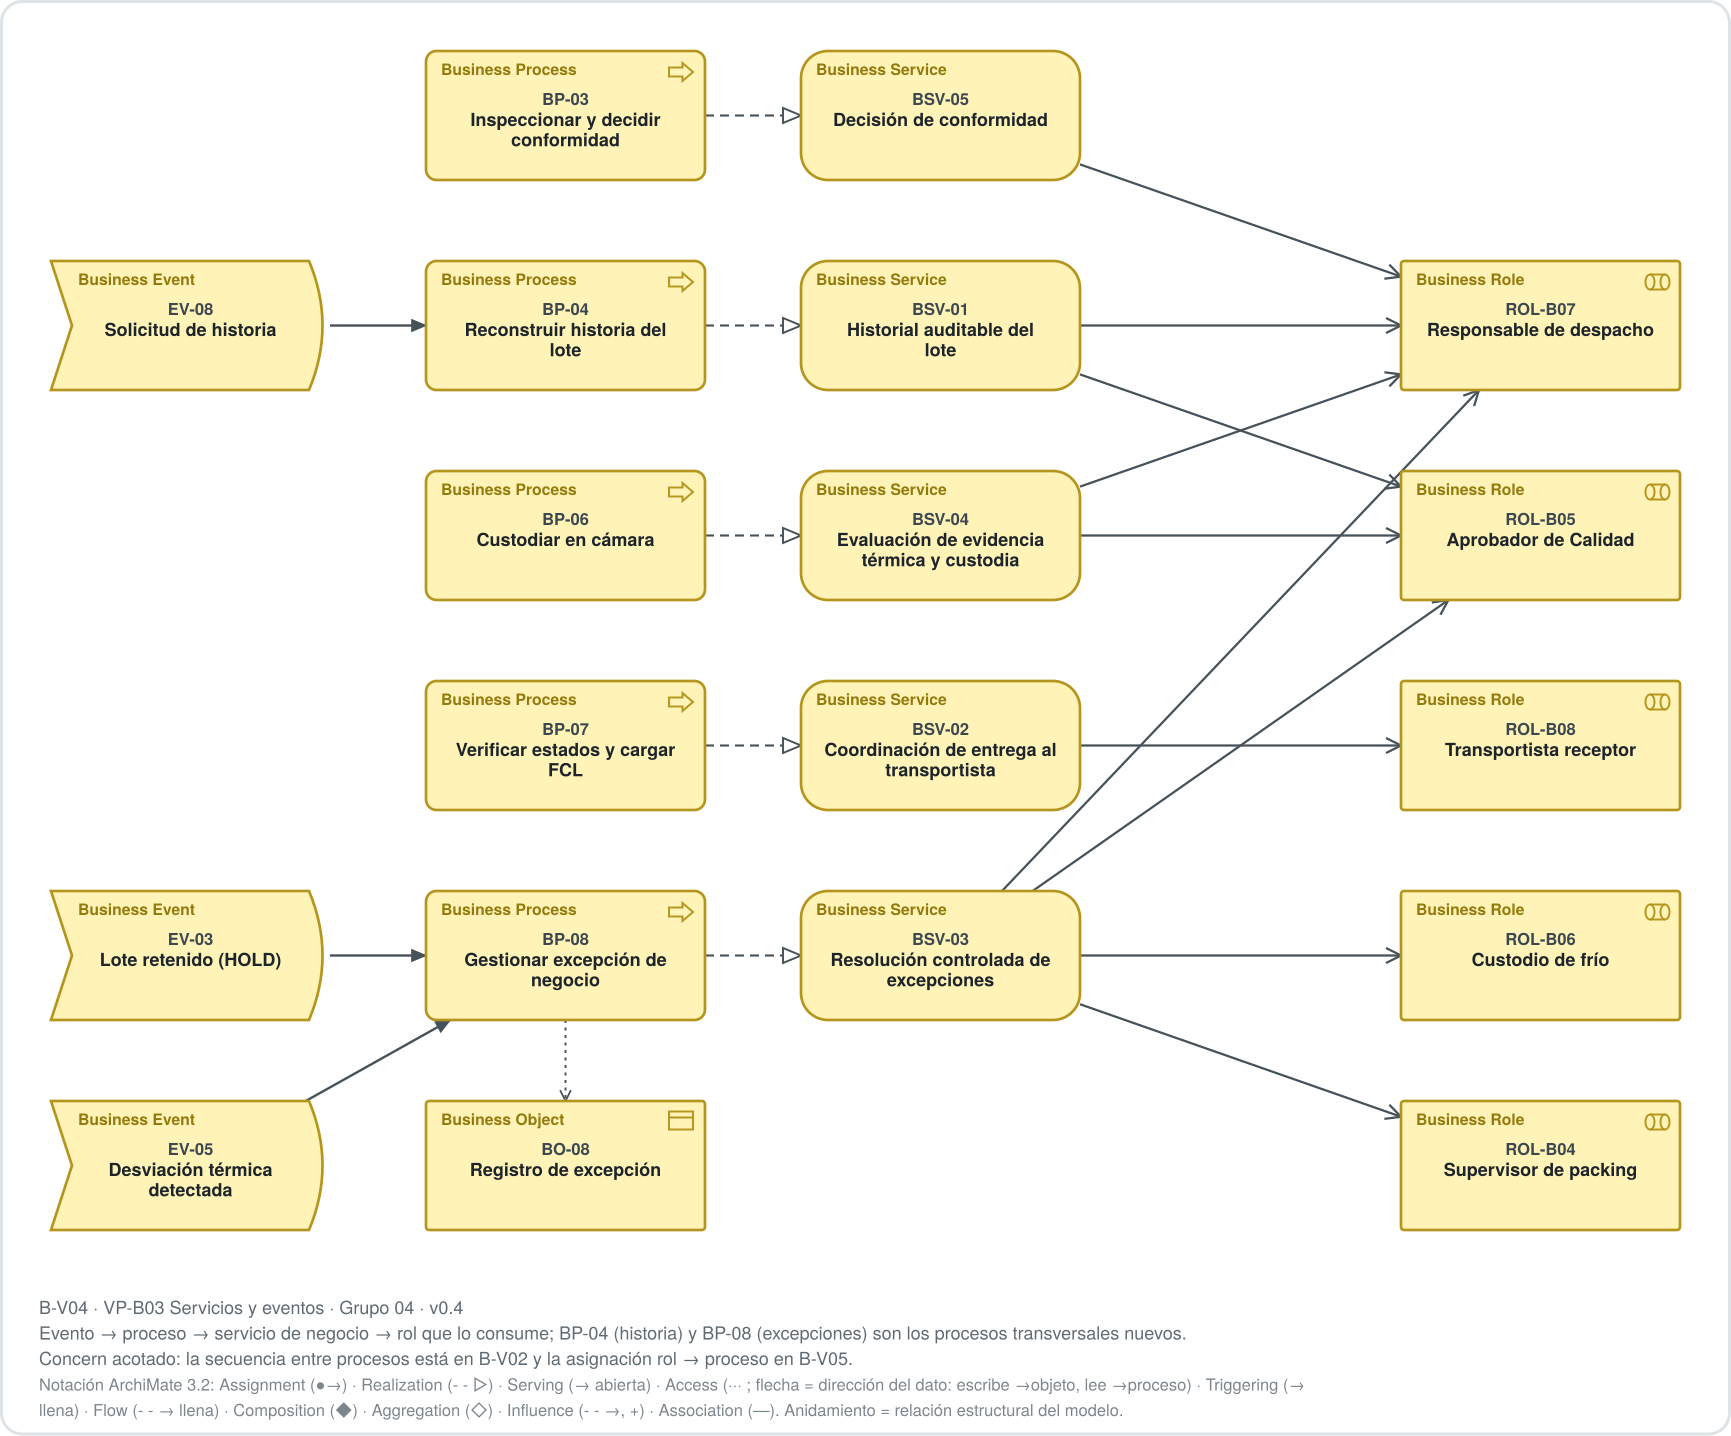 Business Process
BP-03
Inspeccionar y decidir
conformidad
Business Service
BSV-05
Decisión de conformidad
Business Event
EV-08
Solicitud de historia
Business Process
BP-04
Reconstruir historia del
lote
Business Service
BSV-01
Historial auditable del
lote
Business Role
ROL-B07
Responsable de despacho
Business Process
BP-06
Custodiar en cámara
Business Service
BSV-04
Evaluación de evidencia
térmica y custodia
Business Role
ROL-B05
Aprobador de Calidad
Business Process
BP-07
Verificar estados y cargar
FCL
Business Service
BSV-02
Coordinación de entrega al
transportista
Business Role
ROL-B08
Transportista receptor
Business Event
EV-03
Lote retenido (HOLD)
Business Process
BP-08
Gestionar excepción de
negocio
Business Service
BSV-03
Resolución controlada de
excepciones
Business Role
ROL-B06
Custodio de frío
Business Event
EV-05
Desviación térmica
detectada
Business Object
BO-08
Registro de excepción
Business Role
ROL-B04
Supervisor de packing
B-V04 · VP-B03 Servicios y eventos · Grupo 04 · v0.4
Evento → proceso → servicio de negocio → rol que lo consume; BP-04 (historia) y BP-08 (excepciones) son los procesos transversales nuevos.
Concern acotado: la secuencia entre procesos está en B-V02 y la asignación rol → proceso en B-V05.
Notación ArchiMate 3.2: Assignment (●→) · Realization (- - ▷) · Serving (→ abierta) · Access (··· ; flecha = dirección del dato: escribe →objeto, lee →proceso) · Triggering (→
llena) · Flow (- - → llena) · Composition (◆) · Aggregation (◇) · Influence (- - →, +) · Association (—). Anidamiento = relación estructural del modelo.